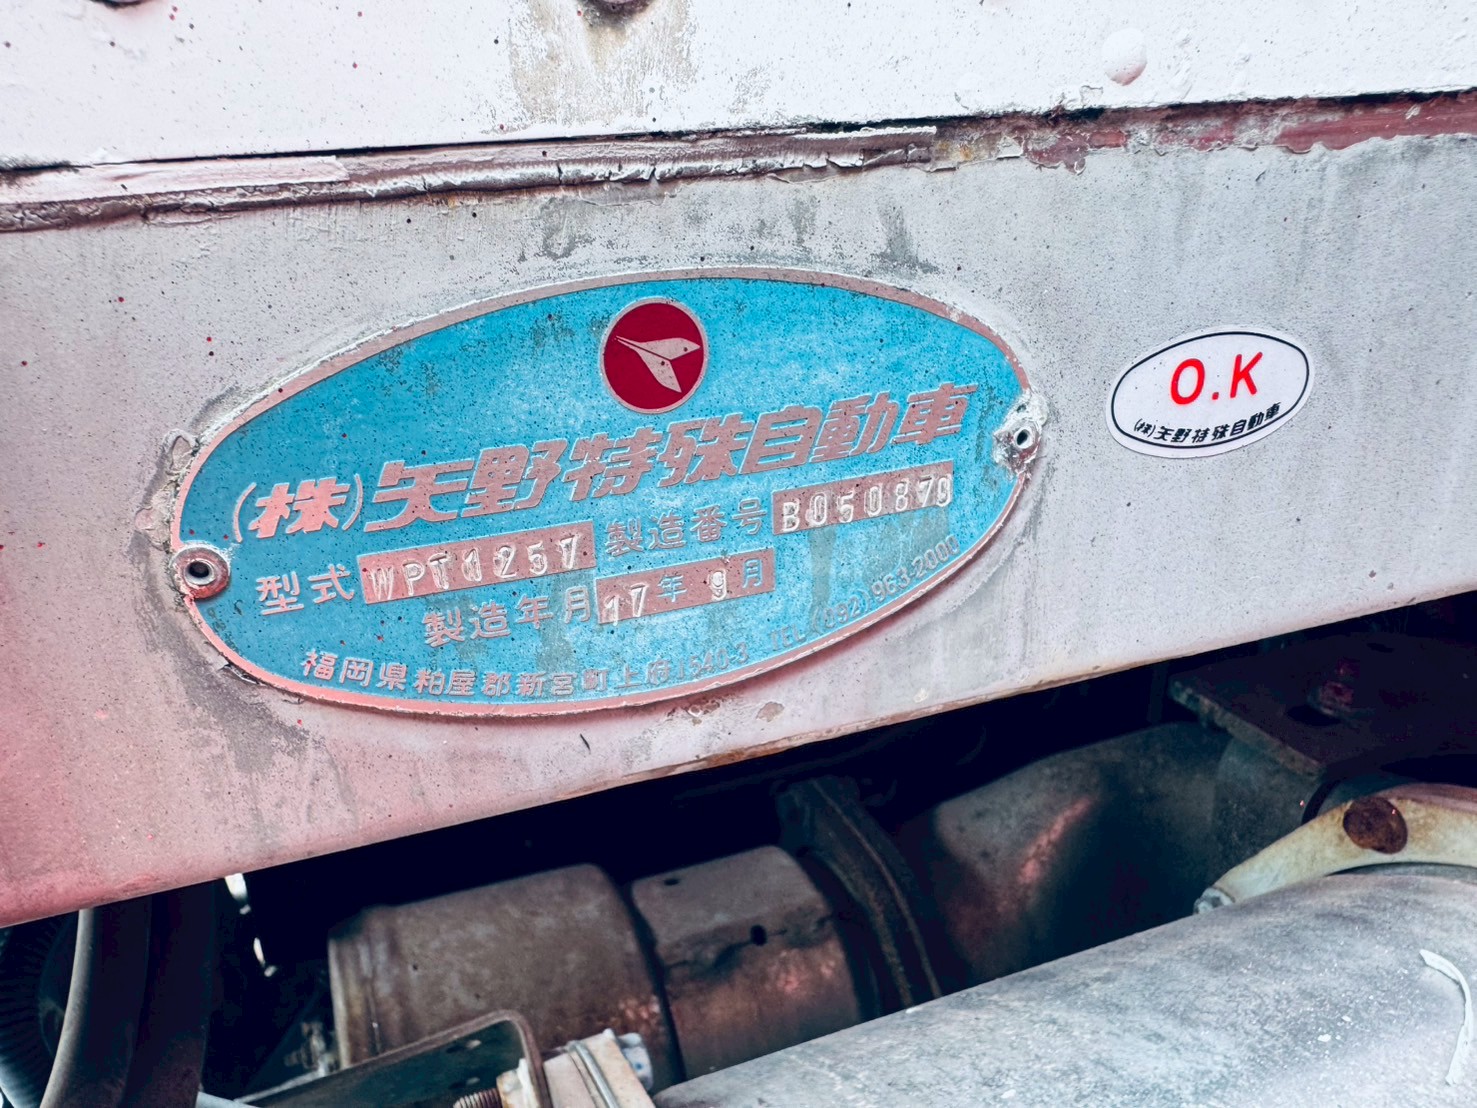 (株)矢野特殊自動車
型式 WPT1257 製造番号 B050879
製造年月 17年 9月
福岡県粕屋郡新宮町上府1540-3 TEL(092)963-2000
O.K
(株)矢野特殊自動車